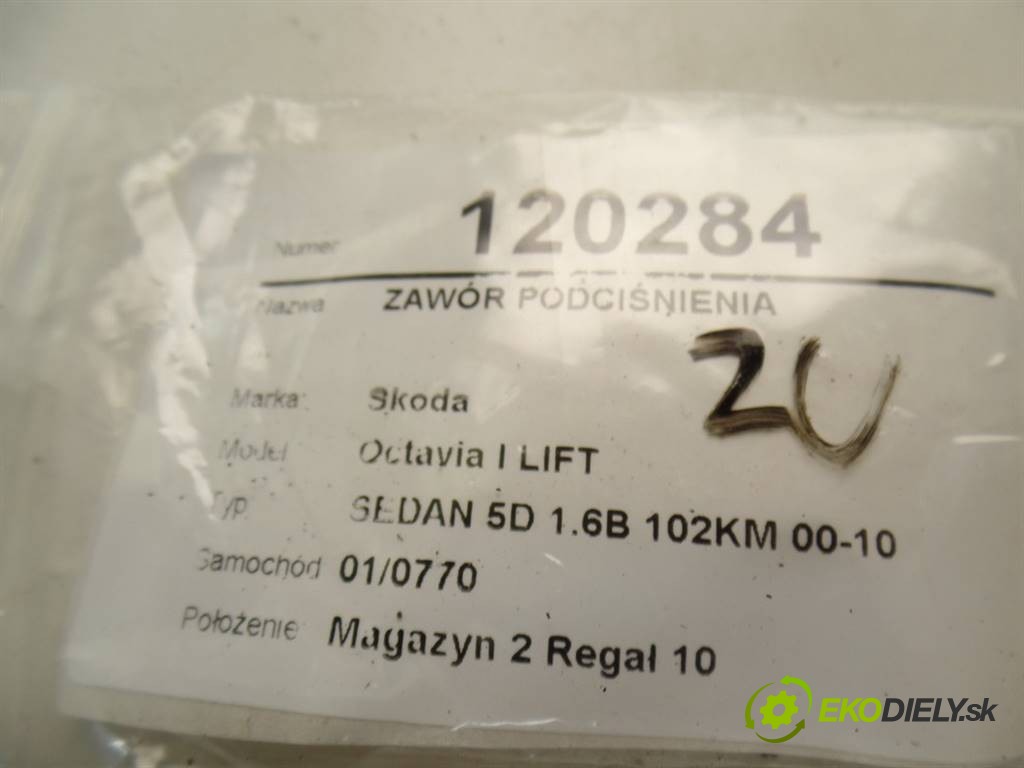 Numer 120284
Nazwa ZAWÓR PODCIŚNIENIA
ZU
Marka: Skoda
Model Octavia I LIFT
Typ SEDAN 5D 1.6B 102KM 00-10
Samochód 01/0770
Położenie Magazyn 2 Regał 10
EKODIELY.sk